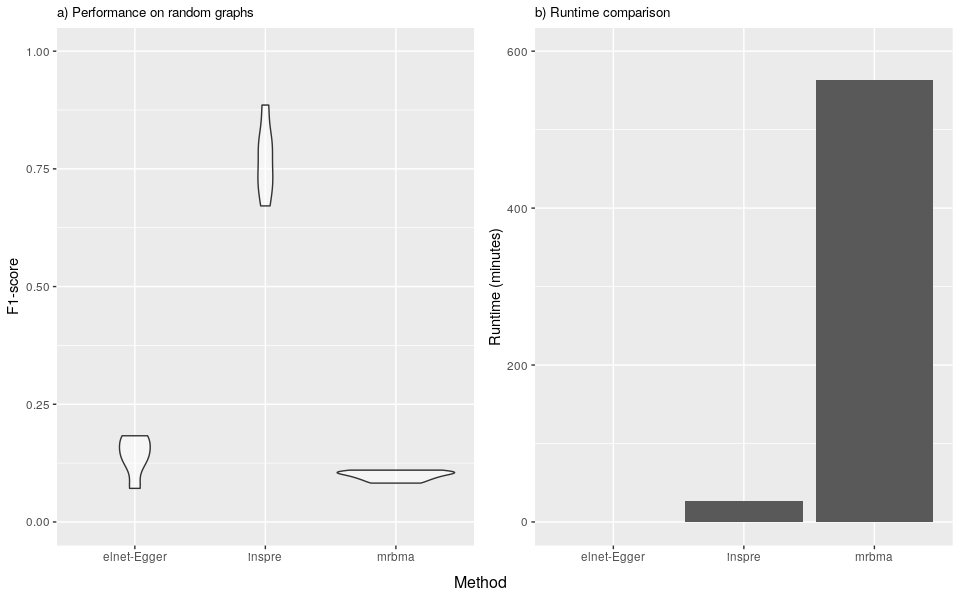 a) Performance on random graphs
1.00
0.75
0.50
0.25
0.00
F1-score
elnet-Egger
inspre
mrbma
b) Runtime comparison
600
400
200
0
Runtime (minutes)
elnet-Egger
inspre
mrbma
Method